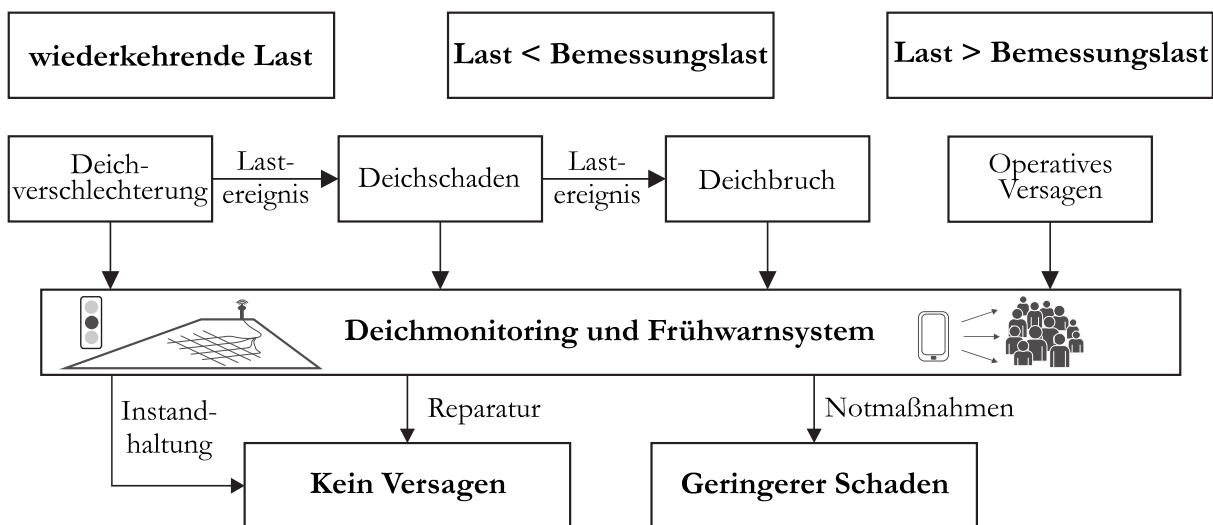 wiederkehrende Last
Last < Bemessungslast
Last > Bemessungslast
Deich-
verschlechterung
Last-
ereignis
Deichschaden
Last-
ereignis
Deichbruch
Operatives
Versagen
Deichmonitoring und Frühwarnsystem
Instand-
haltung
Reparatur
Notmaßnahmen
Kein Versagen
Geringerer Schaden